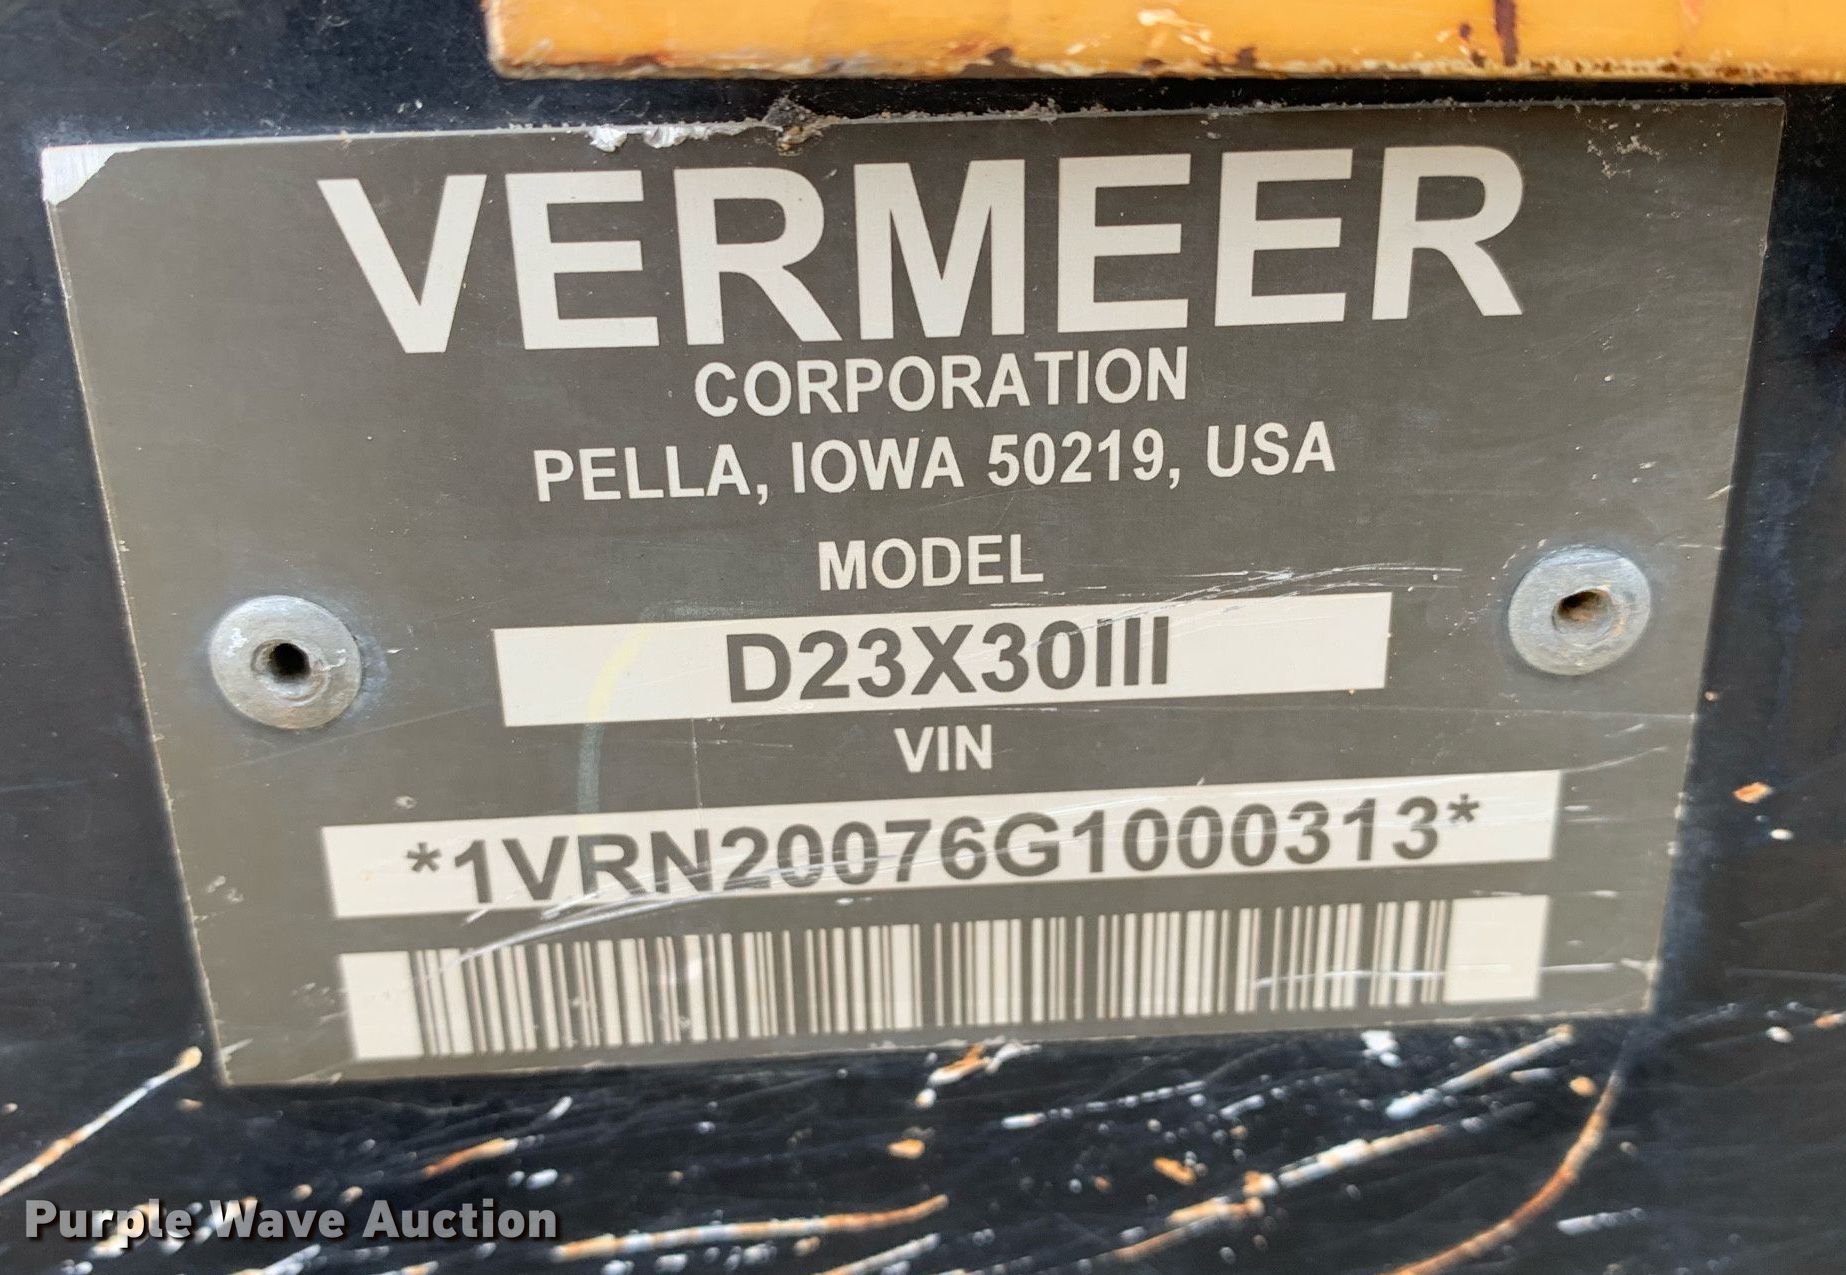 VERMEER
CORPORATION
PELLA, IOWA 50219, USA
MODEL
D23X30III
VIN
*1VRN20076G1000313*
Purple Wave Auction